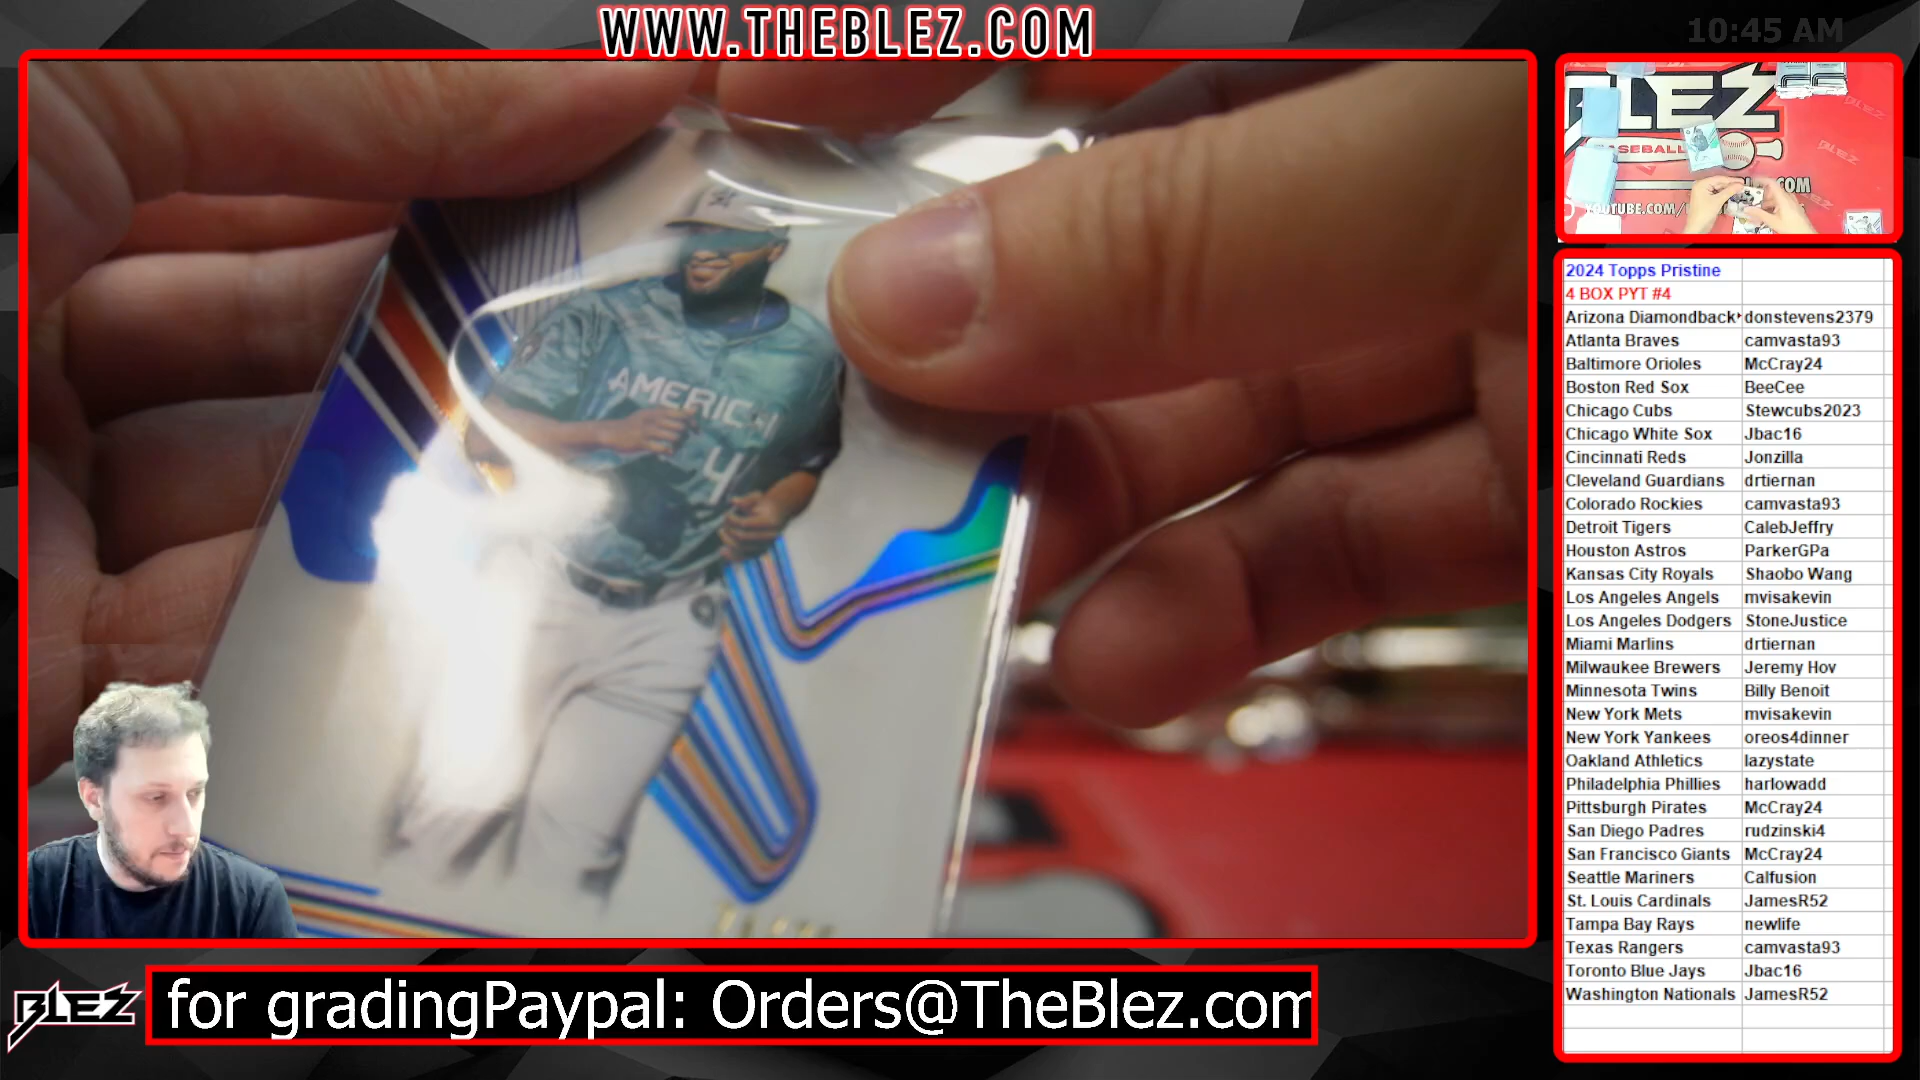 WWW.THEBLEZ.COM
10:45 AM
AMERICAN
4
BLEZ
BASEBALL
YOUTUBE.COM/
2024 Topps Pristine
4 BOX PYT #4
Arizona Diamondback donstevens2379
Atlanta Braves camvasta93
Baltimore Orioles McCray24
Boston Red Sox BeeCee
Chicago Cubs Stewcubs2023
Chicago White Sox Jbac16
Cincinnati Reds Jonzilla
Cleveland Guardians drtiernan
Colorado Rockies camvasta93
Detroit Tigers CalebJeffry
Houston Astros ParkerGPa
Kansas City Royals Shaobo Wang
Los Angeles Angels mvisakevin
Los Angeles Dodgers StoneJustice
Miami Marlins drtiernan
Milwaukee Brewers Jeremy Hov
Minnesota Twins Billy Benoit
New York Mets mvisakevin
New York Yankees oreos4dinner
Oakland Athletics lazystate
Philadelphia Phillies harlowadd
Pittsburgh Pirates McCray24
San Diego Padres rudzinski4
San Francisco Giants McCray24
Seattle Mariners Calfusion
St. Louis Cardinals JamesR52
Tampa Bay Rays newlife
Texas Rangers camvasta93
Toronto Blue Jays Jbac16
Washington Nationals JamesR52
BLEZ
for gradingPaypal: Orders@TheBlez.com